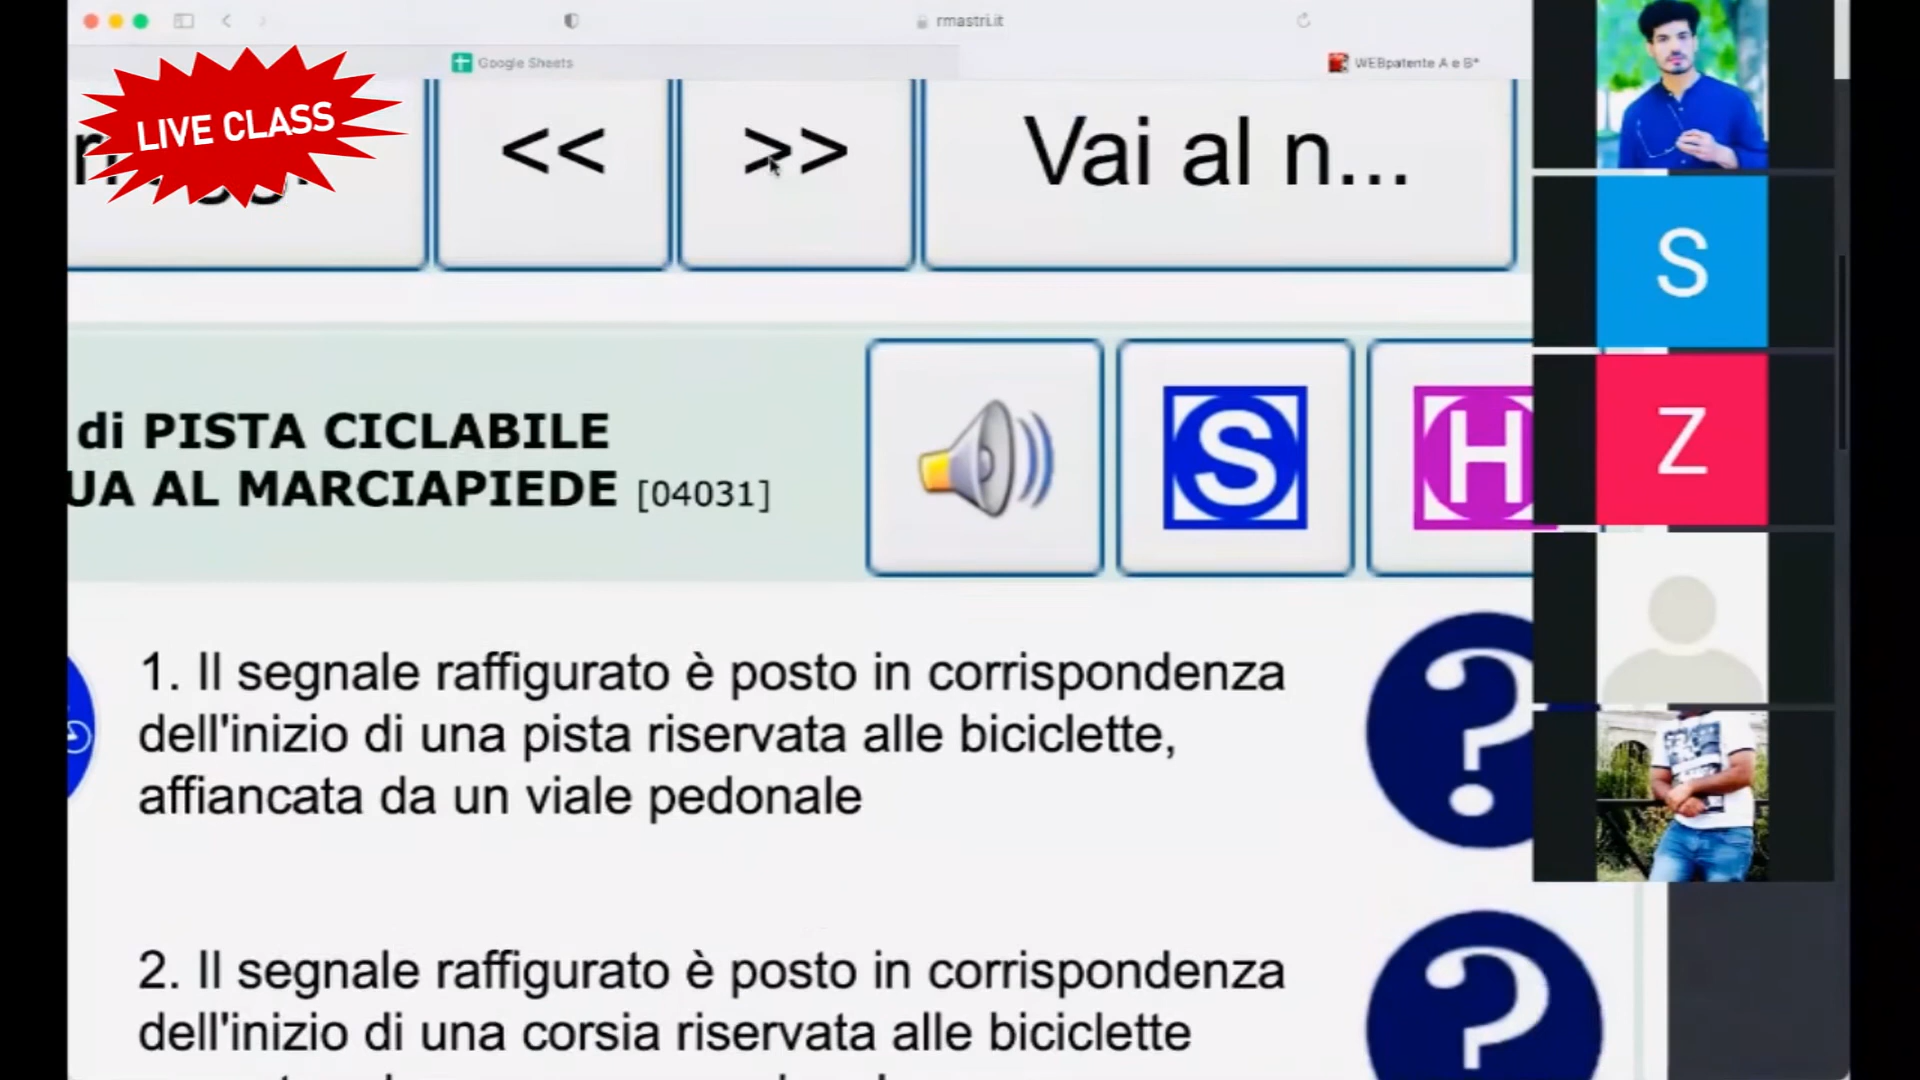 rmastri.it
Google Sheets
WEBpatente A e B*
LIVE CLASS
<<
>>
Vai al n...
S
Z
di PISTA CICLABILE
UA AL MARCIAPIEDE [04031]
S
H
1. Il segnale raffigurato è posto in corrispondenza
dell'inizio di una pista riservata alle biciclette,
affiancata da un viale pedonale
?
2. Il segnale raffigurato è posto in corrispondenza
dell'inizio di una corsia riservata alle biciclette
?